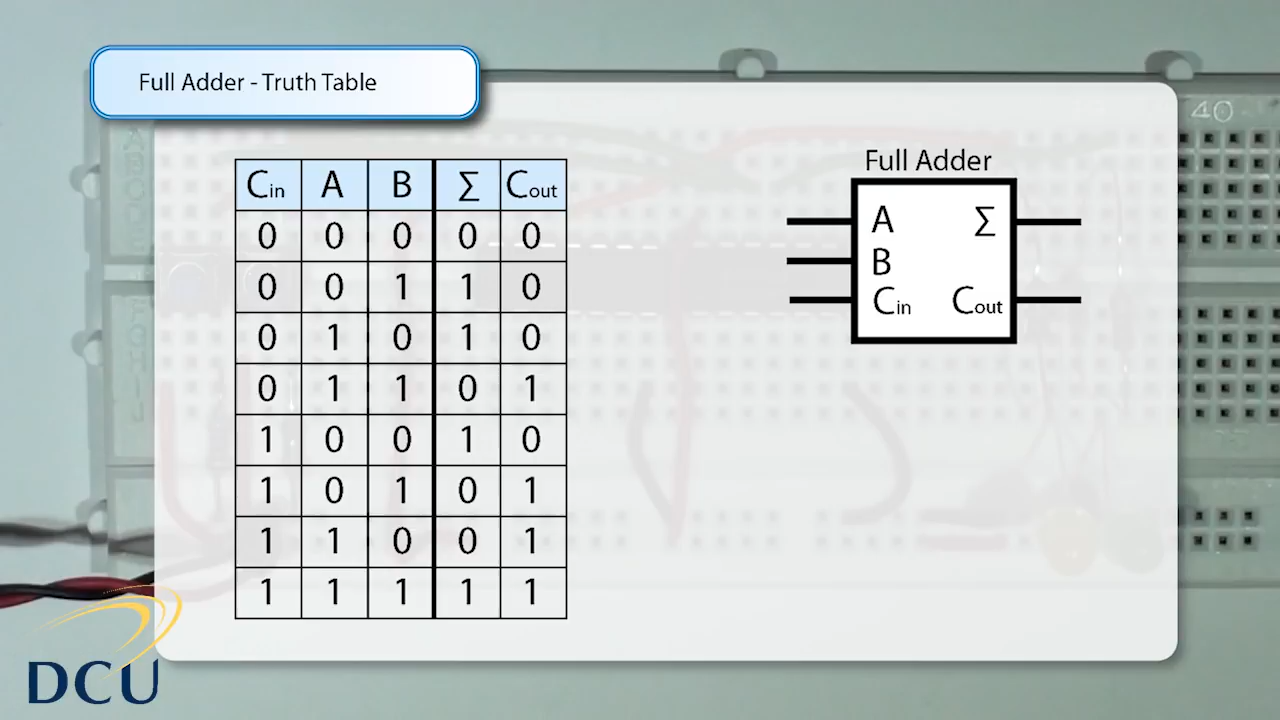 Full Adder - Truth Table
40
Full Adder
Cin A B Σ Cout
0 0 0 0 0
0 0 1 1 0
0 1 0 1 0
0 1 1 0 1
1 0 0 1 0
1 0 1 0 1
1 1 0 0 1
1 1 1 1 1
A Σ
B
Cin Cout
DCU